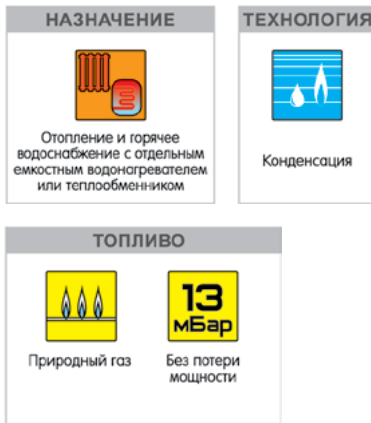 НАЗНАЧЕНИЕ
Отопление и горячее
водоснабжение с отдельным
емкостным водонагревателем
или теплообменником
ТЕХНОЛОГИЯ
Конденсация
ТОПЛИВО
Природный газ
13
мБар
Без потери
мощности